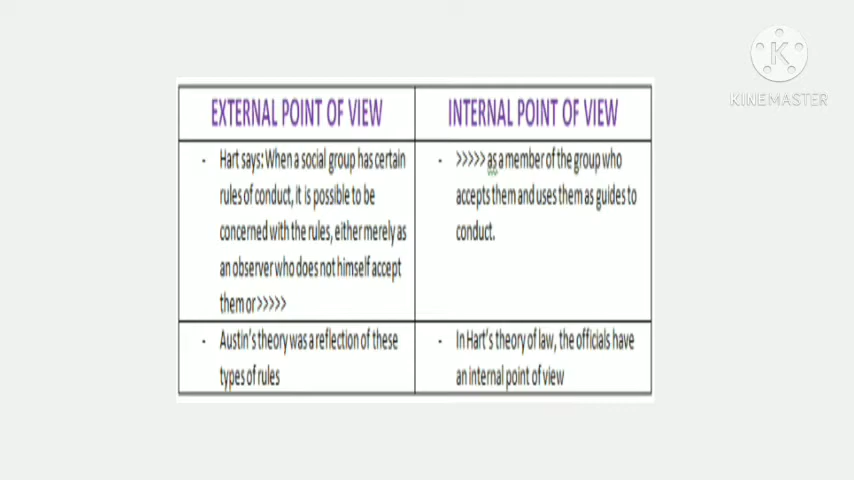 K
KINEMASTER
EXTERNAL POINT OF VIEW
INTERNAL POINT OF VIEW
- Hart says: When a social group has certain
rules of conduct, it is possible to be
concerned with the rules, either merely as
an observer who does not himself accept
them or >>>>>
- >>>>> as a member of the group who
accepts them and uses them as guides to
conduct.
- Austin's theory was a reflection of these
types of rules
- In Hart's theory of law, the officials have
an internal point of view